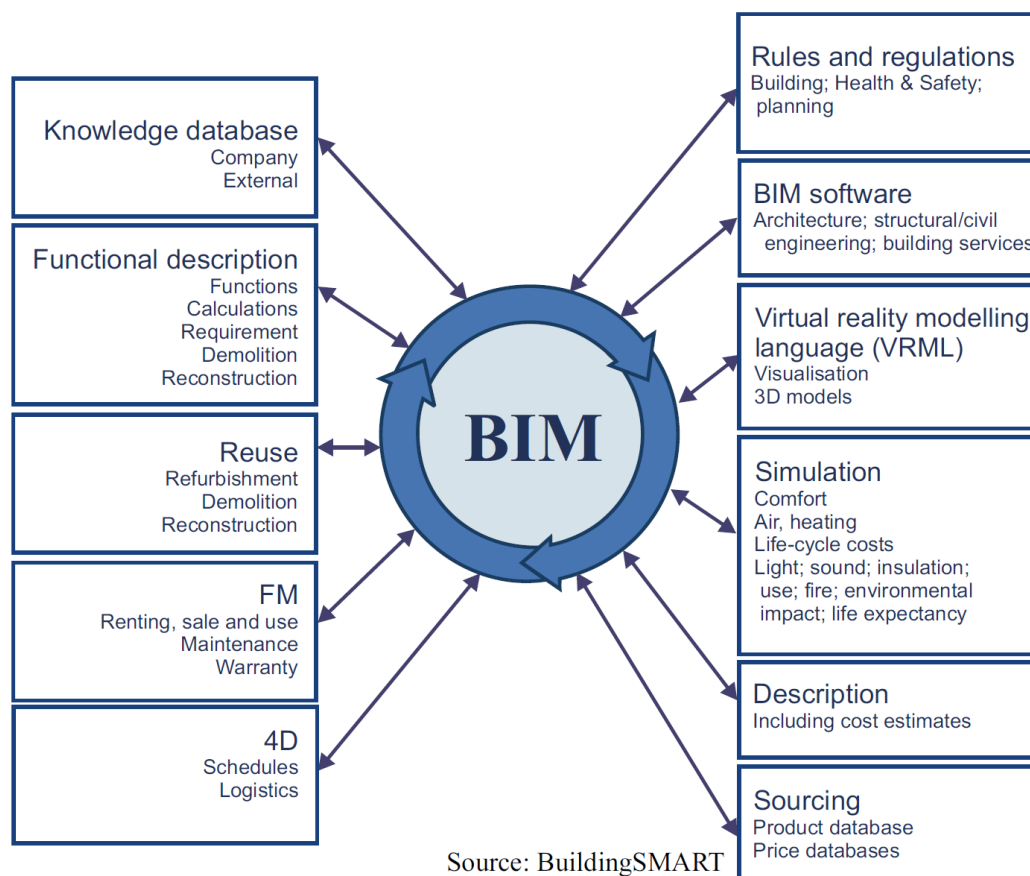 Knowledge database
Company
External
Functional description
Functions
Calculations
Requirement
Demolition
Reconstruction
Reuse
Refurbishment
Demolition
Reconstruction
FM
Renting, sale and use
Maintenance
Warranty
4D
Schedules
Logistics
BIM
Rules and regulations
Building; Health & Safety;
planning
BIM software
Architecture; structural/civil
engineering; building services
Virtual reality modelling
language (VRML)
Visualisation
3D models
Simulation
Comfort
Air, heating
Life-cycle costs
Light; sound; insulation;
use; fire; environmental
impact; life expectancy
Description
Including cost estimates
Sourcing
Product database
Price databases
Source: BuildingSMART